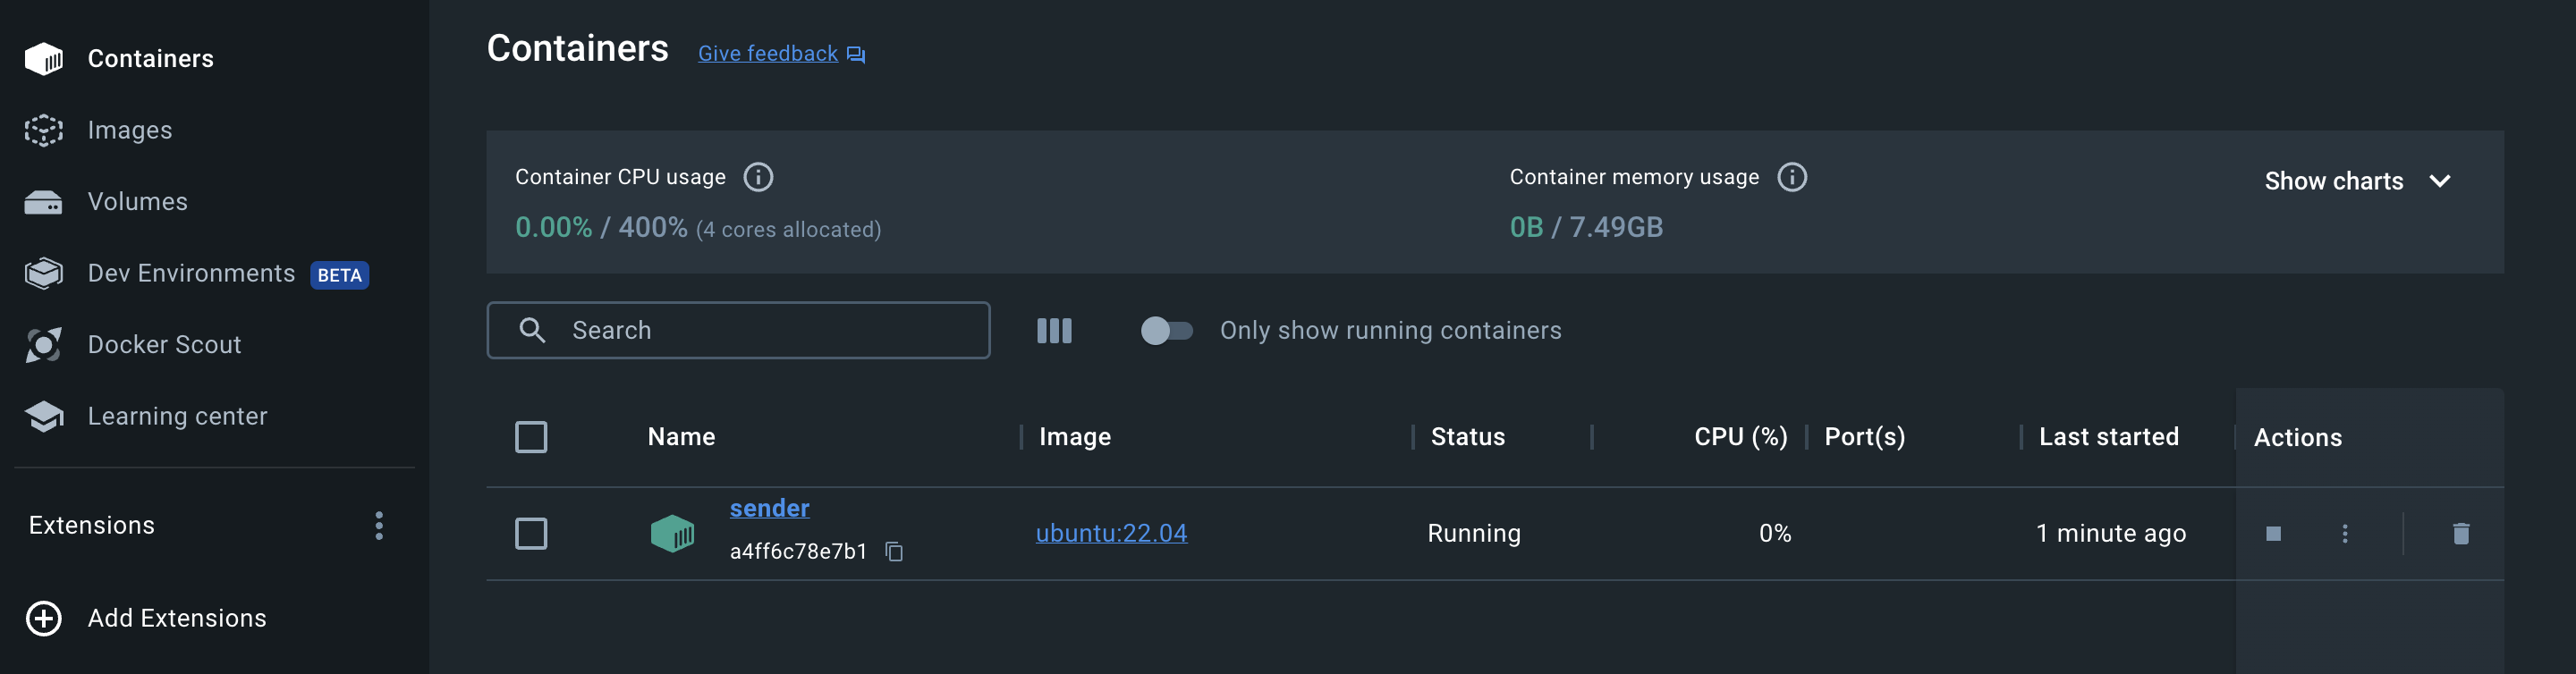 Containers
Images
Volumes
Dev Environments BETA
Docker Scout
Learning center
Extensions
Add Extensions
Containers Give feedback
Container CPU usage
0.00% / 400% (4 cores allocated)
Container memory usage
0B / 7.49GB
Show charts
Search
Only show running containers
Name Image Status CPU (%) Port(s) Last started Actions
sender
a4ff6c78e7b1
ubuntu:22.04 Running 0% 1 minute ago